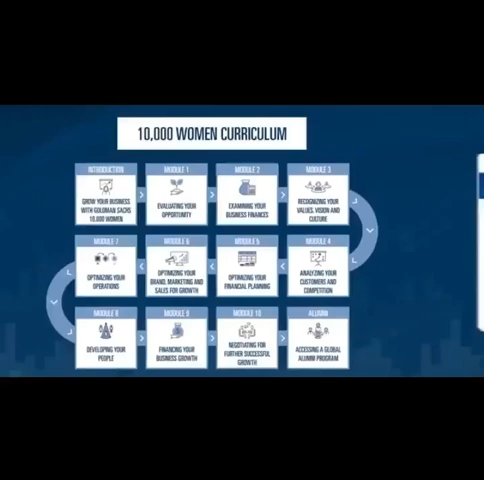 10,000 WOMEN CURRICULUM
INTRODUCTION
GROW YOUR BUSINESS
WITH GOLDMAN SACHS
10,000 WOMEN
MODULE 1
EVALUATING YOUR
OPPORTUNITY
MODULE 2
EXAMINING YOUR
BUSINESS FINANCES
MODULE 3
RECOGNIZING YOUR
VALUES, VISION AND
CULTURE
MODULE 4
ANALYZING YOUR
CUSTOMERS AND
COMPETITION
MODULE 5
OPTIMIZING YOUR
FINANCIAL PLANNING
MODULE 6
OPTIMIZING YOUR
BRAND, MARKETING AND
SALES FOR GROWTH
MODULE 7
OPTIMIZING YOUR
OPERATIONS
MODULE 8
DEVELOPING YOUR
PEOPLE
MODULE 9
FINANCING YOUR
BUSINESS GROWTH
MODULE 10
NEGOTIATING FOR
FURTHER SUCCESSFUL
GROWTH
ALUMNI
ACCESSING A GLOBAL
ALUMNI PROGRAM